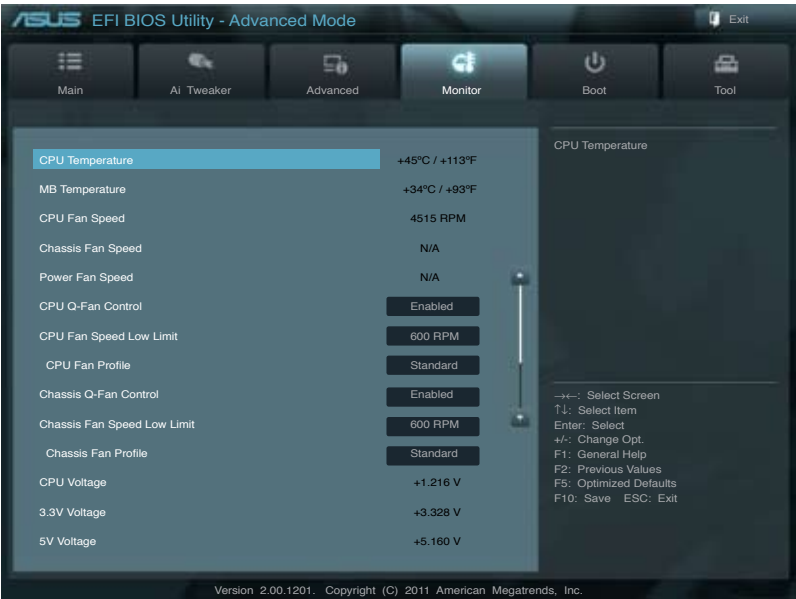 ASUS EFI BIOS Utility - Advanced Mode
Exit
Main
Ai Tweaker
Advanced
Monitor
Boot
Tool
CPU Temperature +45ºC / +113ºF
MB Temperature +34ºC / +93ºF
CPU Fan Speed 4515 RPM
Chassis Fan Speed N/A
Power Fan Speed N/A
CPU Q-Fan Control Enabled
CPU Fan Speed Low Limit 600 RPM
CPU Fan Profile Standard
Chassis Q-Fan Control Enabled
Chassis Fan Speed Low Limit 600 RPM
Chassis Fan Profile Standard
CPU Voltage +1.216 V
3.3V Voltage +3.328 V
5V Voltage +5.160 V
CPU Temperature
→←: Select Screen
↑↓: Select Item
Enter: Select
+/-: Change Opt.
F1: General Help
F2: Previous Values
F5: Optimized Defaults
F10: Save ESC: Exit
Version 2.00.1201. Copyright (C) 2011 American Megatrends, Inc.